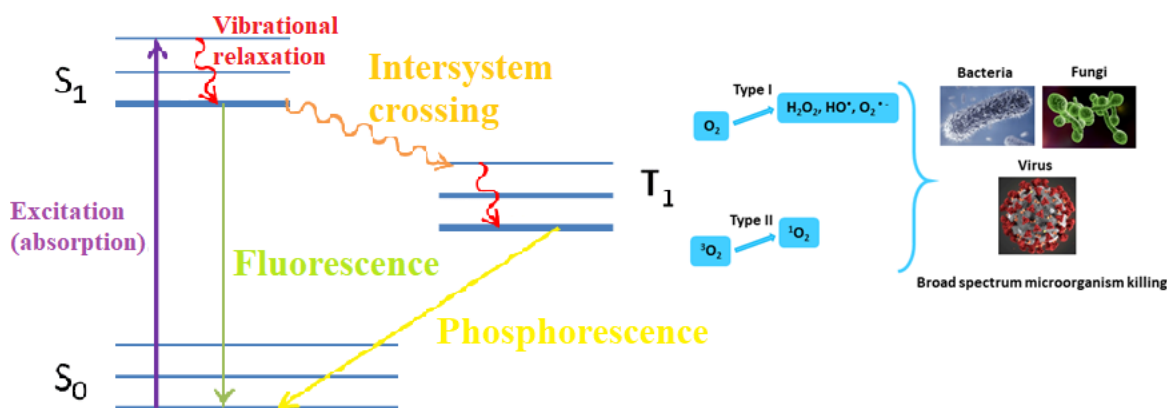 Vibrational
relaxation
S₁
Intersystem
crossing
T₁
Excitation
(absorption)
Fluorescence
Phosphorescence
S₀
Type I
O₂
H₂O₂, HO•, O₂•-
Type II
³O₂
¹O₂
Bacteria
Fungi
Virus
Broad spectrum microorganism killing